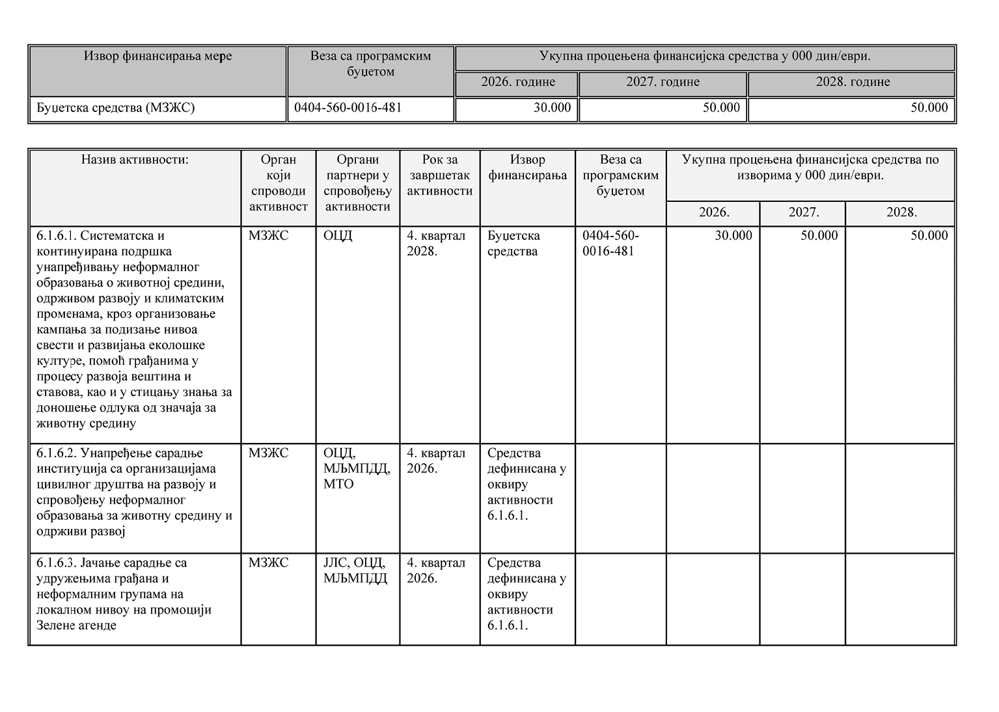 Извор финансирања мере
Веза са програмским
буџетом
Укупна процењена финансијска средства у 000 дин/еври.
2026. године
2027. године
2028. године
Буџетска средства (МЗЖС)
0404-560-0016-481
30.000
50.000
50.000
Назив активности:
Орган
који
спроводи
активност
Органи
партнери у
спровођењу
активности
Рок за
завршетак
активности
Извор
финансирања
Веза са
програмским
буџетом
Укупна процењена финансијска средства по
изворима у 000 дин/еври.
2026.
2027.
2028.
6.1.6.1. Систематска и
континуирана подршка
унапређивању неформалног
образовања о животној средини,
одрживом развоју и климатским
променама, кроз организовање
кампања за подизање нивоа
свести и развијања еколошке
културе, помоћ грађанима у
процесу развоја вештина и
ставова, као и у стицању знања за
доношење одлука од значаја за
животну средину
МЗЖС
ОЦД
4. квартал
2028.
Буџетска
средства
0404-560-
0016-481
30.000
50.000
50.000
6.1.6.2. Унапређење сарадње
институција са организацијама
цивилног друштва на развоју и
спровођењу неформалног
образовања за животну средину и
одрживи развој
МЗЖС
ОЦД,
МЉМПДД,
МТО
4. квартал
2026.
Средства
дефинисана у
оквиру
активности
6.1.6.1.
6.1.6.3. Јачање сарадње са
удружењима грађана и
неформалним групама на
локалном нивоу на промоцији
Зелене агенде
МЗЖС
ЈЛС, ОЦД,
МЉМПДД
4. квартал
2026.
Средства
дефинисана у
оквиру
активности
6.1.6.1.